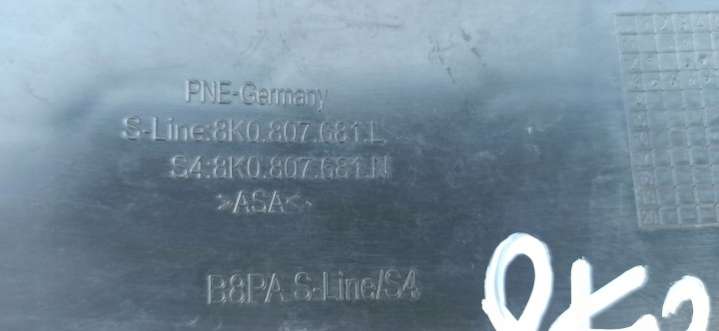 PNE-Germany
S-Line:8K0.807.681.L
S4:8K0.807.681.N
>ASA<
B8PA S-Line/S4